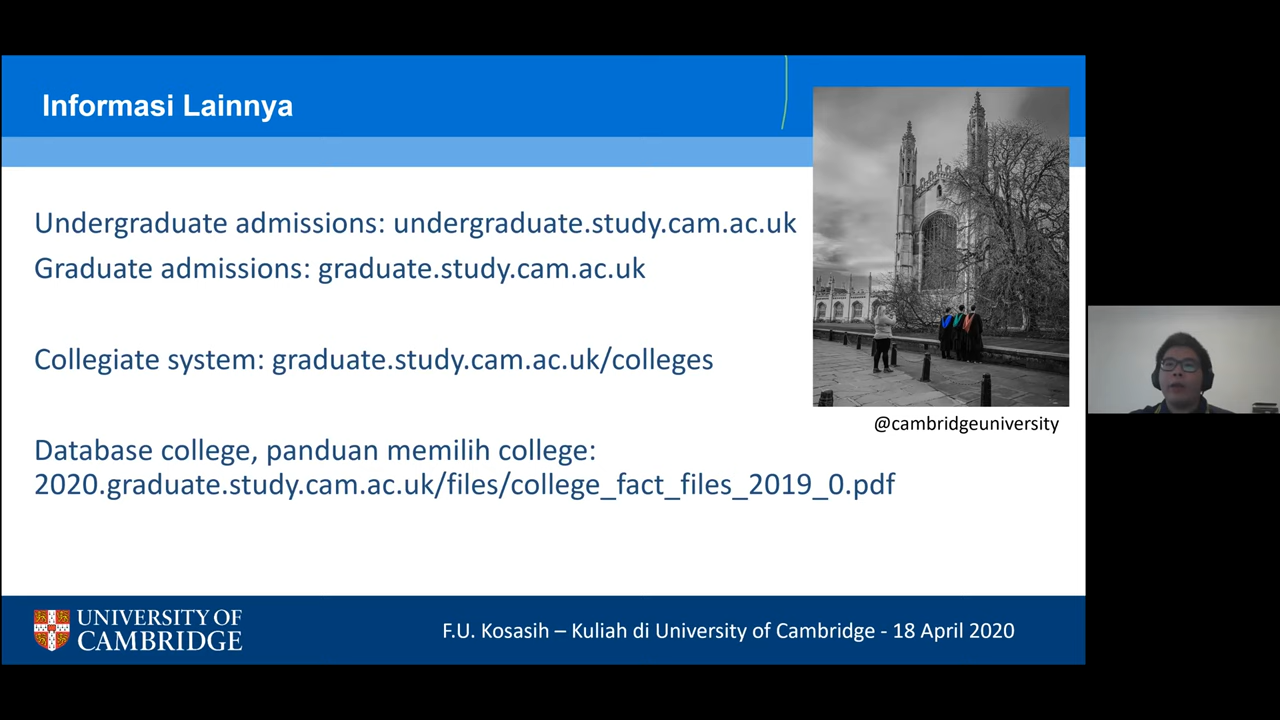 Informasi Lainnya
Undergraduate admissions: undergraduate.study.cam.ac.uk
Graduate admissions: graduate.study.cam.ac.uk
Collegiate system: graduate.study.cam.ac.uk/colleges
@cambridgeuniversity
Database college, panduan memilih college:
2020.graduate.study.cam.ac.uk/files/college_fact_files_2019_0.pdf
UNIVERSITY OF
CAMBRIDGE
F.U. Kosasih – Kuliah di University of Cambridge - 18 April 2020